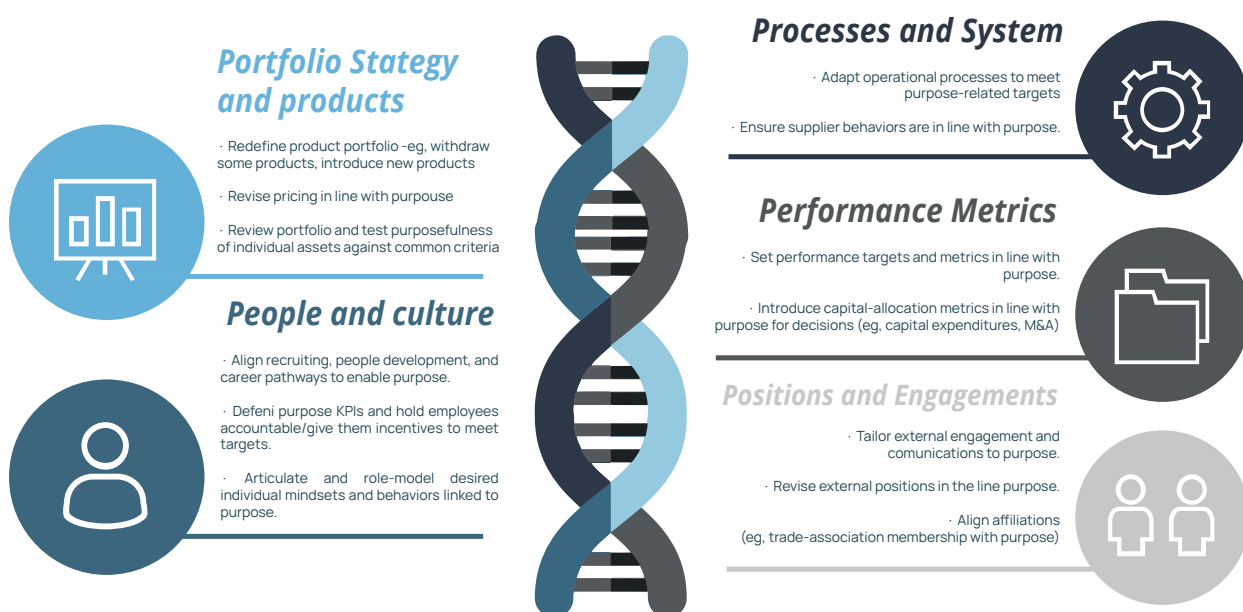 Portfolio Stategy
and products
· Redefine product portfolio -eg, withdraw
some products, introduce new products
· Revise pricing in line with purpouse
· Review portfolio and test purposefulness
of individual assets against common criteria
People and culture
· Align recruiting, people development, and
career pathways to enable purpose.
· Defeni purpose KPIs and hold employees
accountable/give them incentives to meet
targets.
· Articulate and role-model desired
individual mindsets and behaviors linked to
purpose.
Processes and System
· Adapt operational processes to meet
purpose-related targets
· Ensure supplier behaviors are in line with purpose.
Performance Metrics
· Set performance targets and metrics in line with
purpose.
· Introduce capital-allocation metrics in line with
purpose for decisions (eg, capital expenditures, M&A)
Positions and Engagements
· Tailor external engagement and
comunications to purpose.
· Revise external positions in the line purpose.
· Align affiliations
(eg, trade-association membership with purpose)